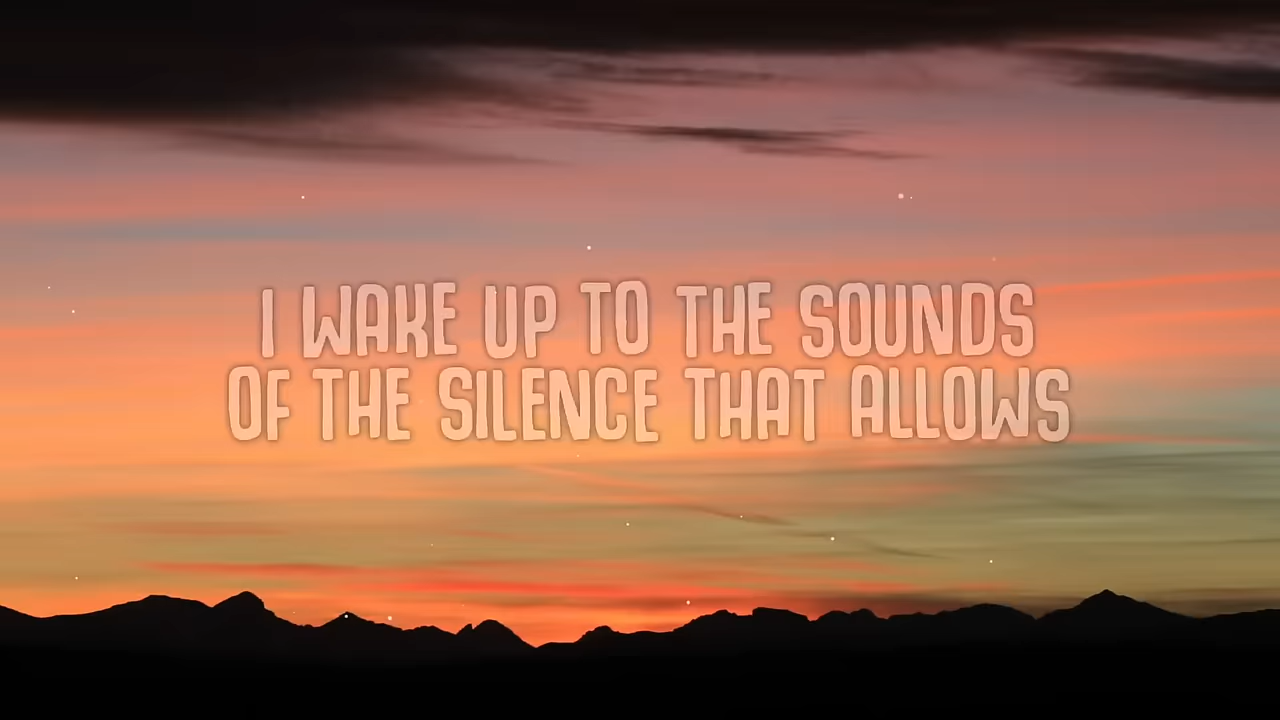 I WAKE UP TO THE SOUNDS
OF THE SILENCE THAT ALLOWS